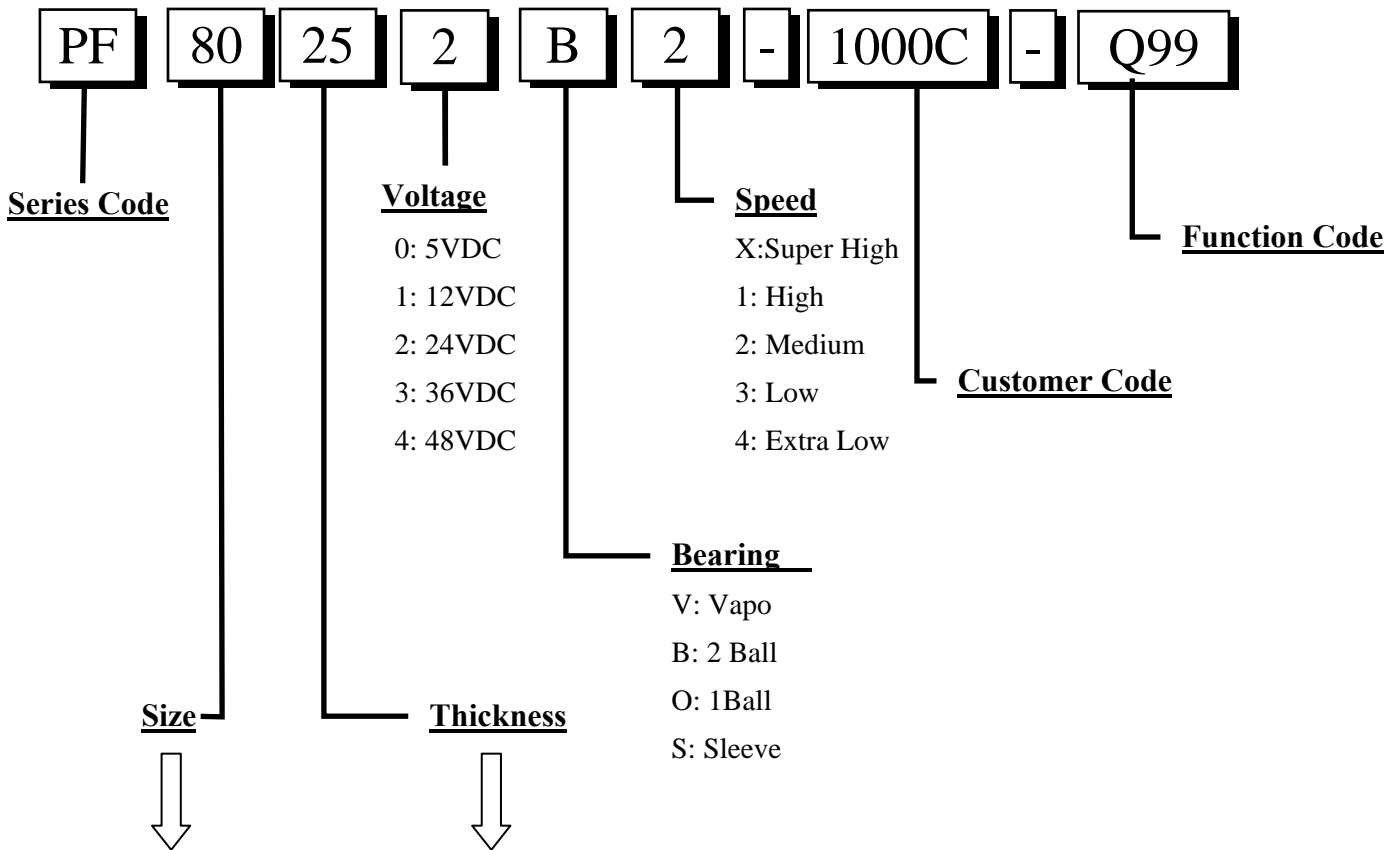 PF 80 25 2 B 2 - 1000C - Q99
Series Code
Voltage
0: 5VDC
1: 12VDC
2: 24VDC
3: 36VDC
4: 48VDC
Speed
X:Super High
1: High
2: Medium
3: Low
4: Extra Low
Function Code
Customer Code
Bearing
V: Vapo
B: 2 Ball
O: 1Ball
S: Sleeve
Size
Thickness